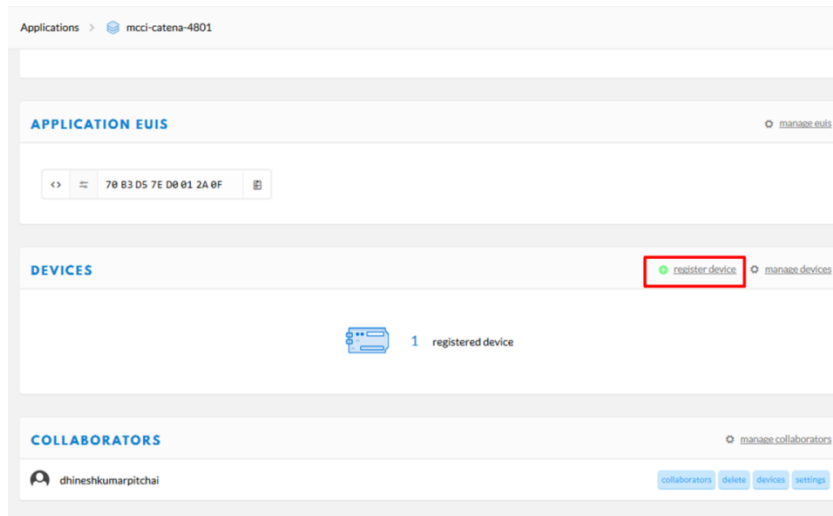 Applications > mcci-catena-4801
APPLICATION EUIS manage euis
<> 70 B3 D5 7E D0 01 2A 0F
DEVICES register device manage devices
1 registered device
COLLABORATORS manage collaborators
dhineshkumarpitchai collaborators delete devices settings